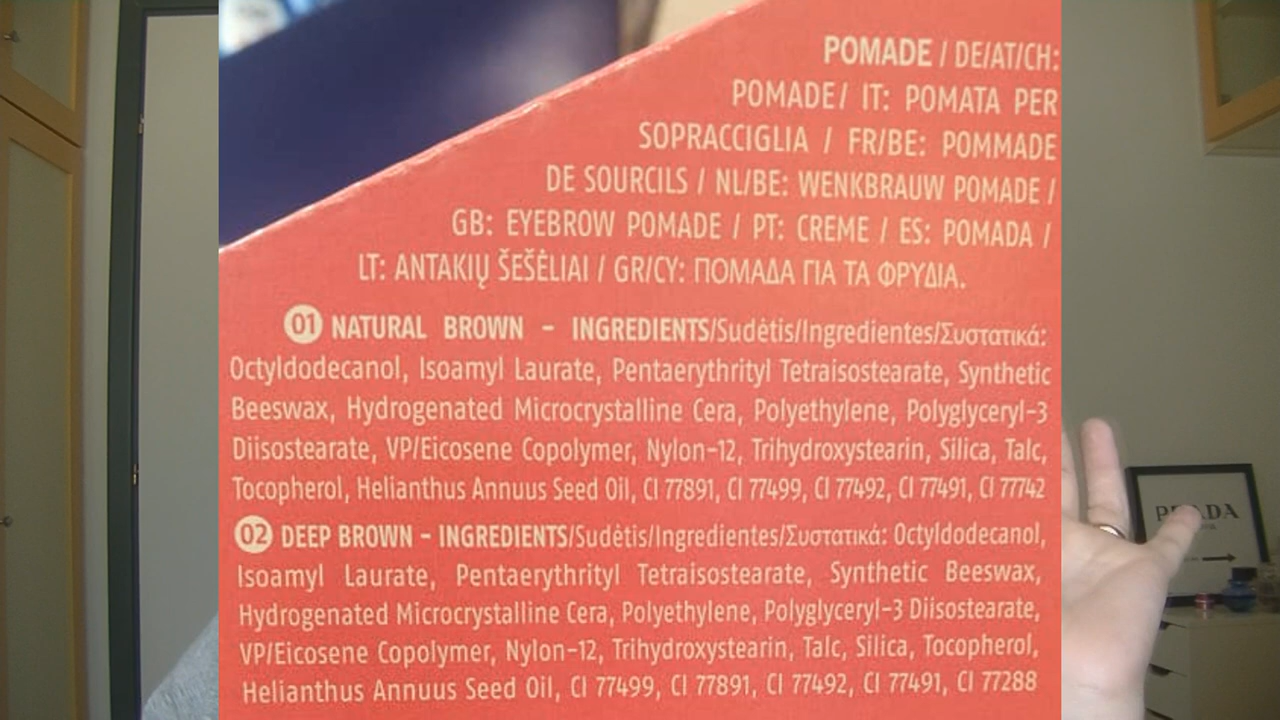 POMADE / DE/AT/CH:
POMADE/ IT: POMATA PER
SOPRACCIGLIA / FR/BE: POMMADE
DE SOURCILS / NL/BE: WENKBRAUW POMADE /
GB: EYEBROW POMADE / PT: CREME / ES: POMADA /
LT: ANTAKIŲ ŠEŠĖLIAI / GR/CY: ΠΟΜΑΔΑ ΓΙΑ ΤΑ ΦΡΥΔΙΑ.
01 NATURAL BROWN - INGREDIENTS/Sudėtis/Ingredientes/Συστατικά:
Octyldodecanol, Isoamyl Laurate, Pentaerythrityl Tetraisostearate, Synthetic
Beeswax, Hydrogenated Microcrystalline Cera, Polyethylene, Polyglyceryl-3
Diisostearate, VP/Eicosene Copolymer, Nylon-12, Trihydroxystearin, Silica, Talc,
Tocopherol, Helianthus Annuus Seed Oil, CI 77891, CI 77499, CI 77492, CI 77491, CI 77742
02 DEEP BROWN - INGREDIENTS/Sudėtis/Ingredientes/Συστατικά: Octyldodecanol,
Isoamyl Laurate, Pentaerythrityl Tetraisostearate, Synthetic Beeswax,
Hydrogenated Microcrystalline Cera, Polyethylene, Polyglyceryl-3 Diisostearate,
VP/Eicosene Copolymer, Nylon-12, Trihydroxystearin, Talc, Silica, Tocopherol,
Helianthus Annuus Seed Oil, CI 77499, CI 77891, CI 77492, CI 77491, CI 77288
PRADA